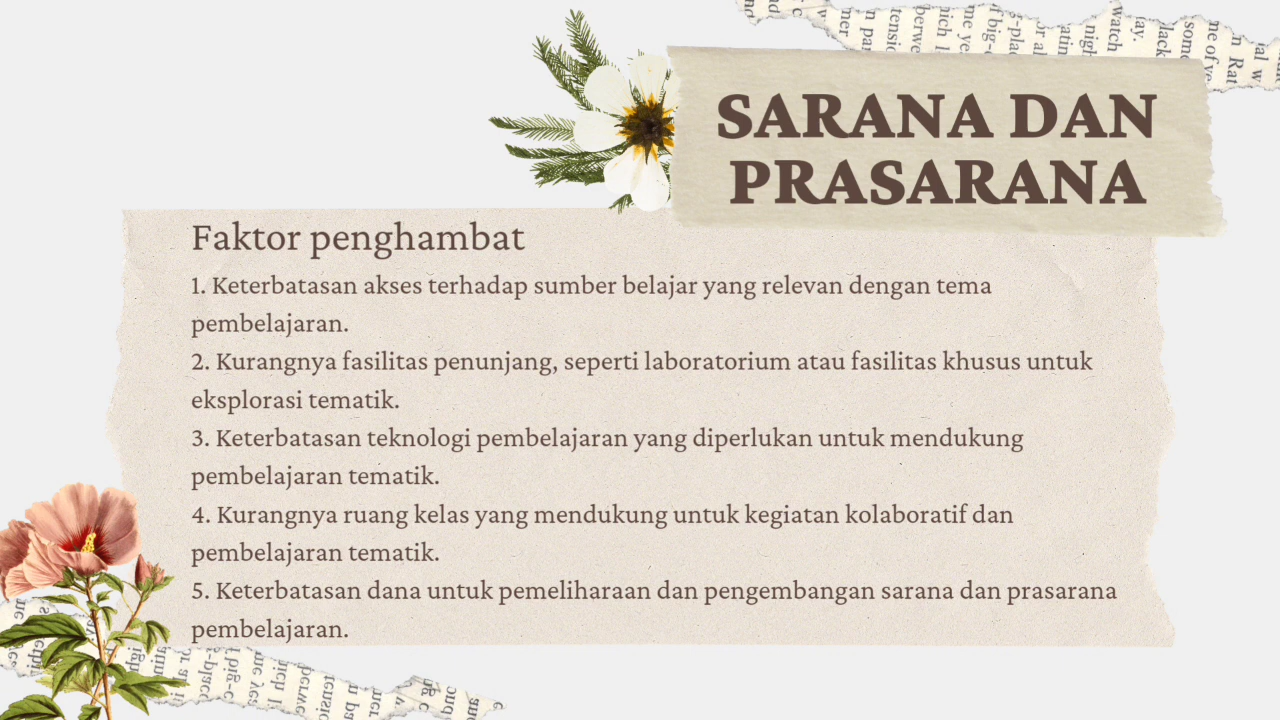 SARANA DAN
PRASARANA
Faktor penghambat
1. Keterbatasan akses terhadap sumber belajar yang relevan dengan tema
pembelajaran.
2. Kurangnya fasilitas penunjang, seperti laboratorium atau fasilitas khusus untuk
eksplorasi tematik.
3. Keterbatasan teknologi pembelajaran yang diperlukan untuk mendukung
pembelajaran tematik.
4. Kurangnya ruang kelas yang mendukung untuk kegiatan kolaboratif dan
pembelajaran tematik.
5. Keterbatasan dana untuk pemeliharaan dan pengembangan sarana dan prasarana
pembelajaran.